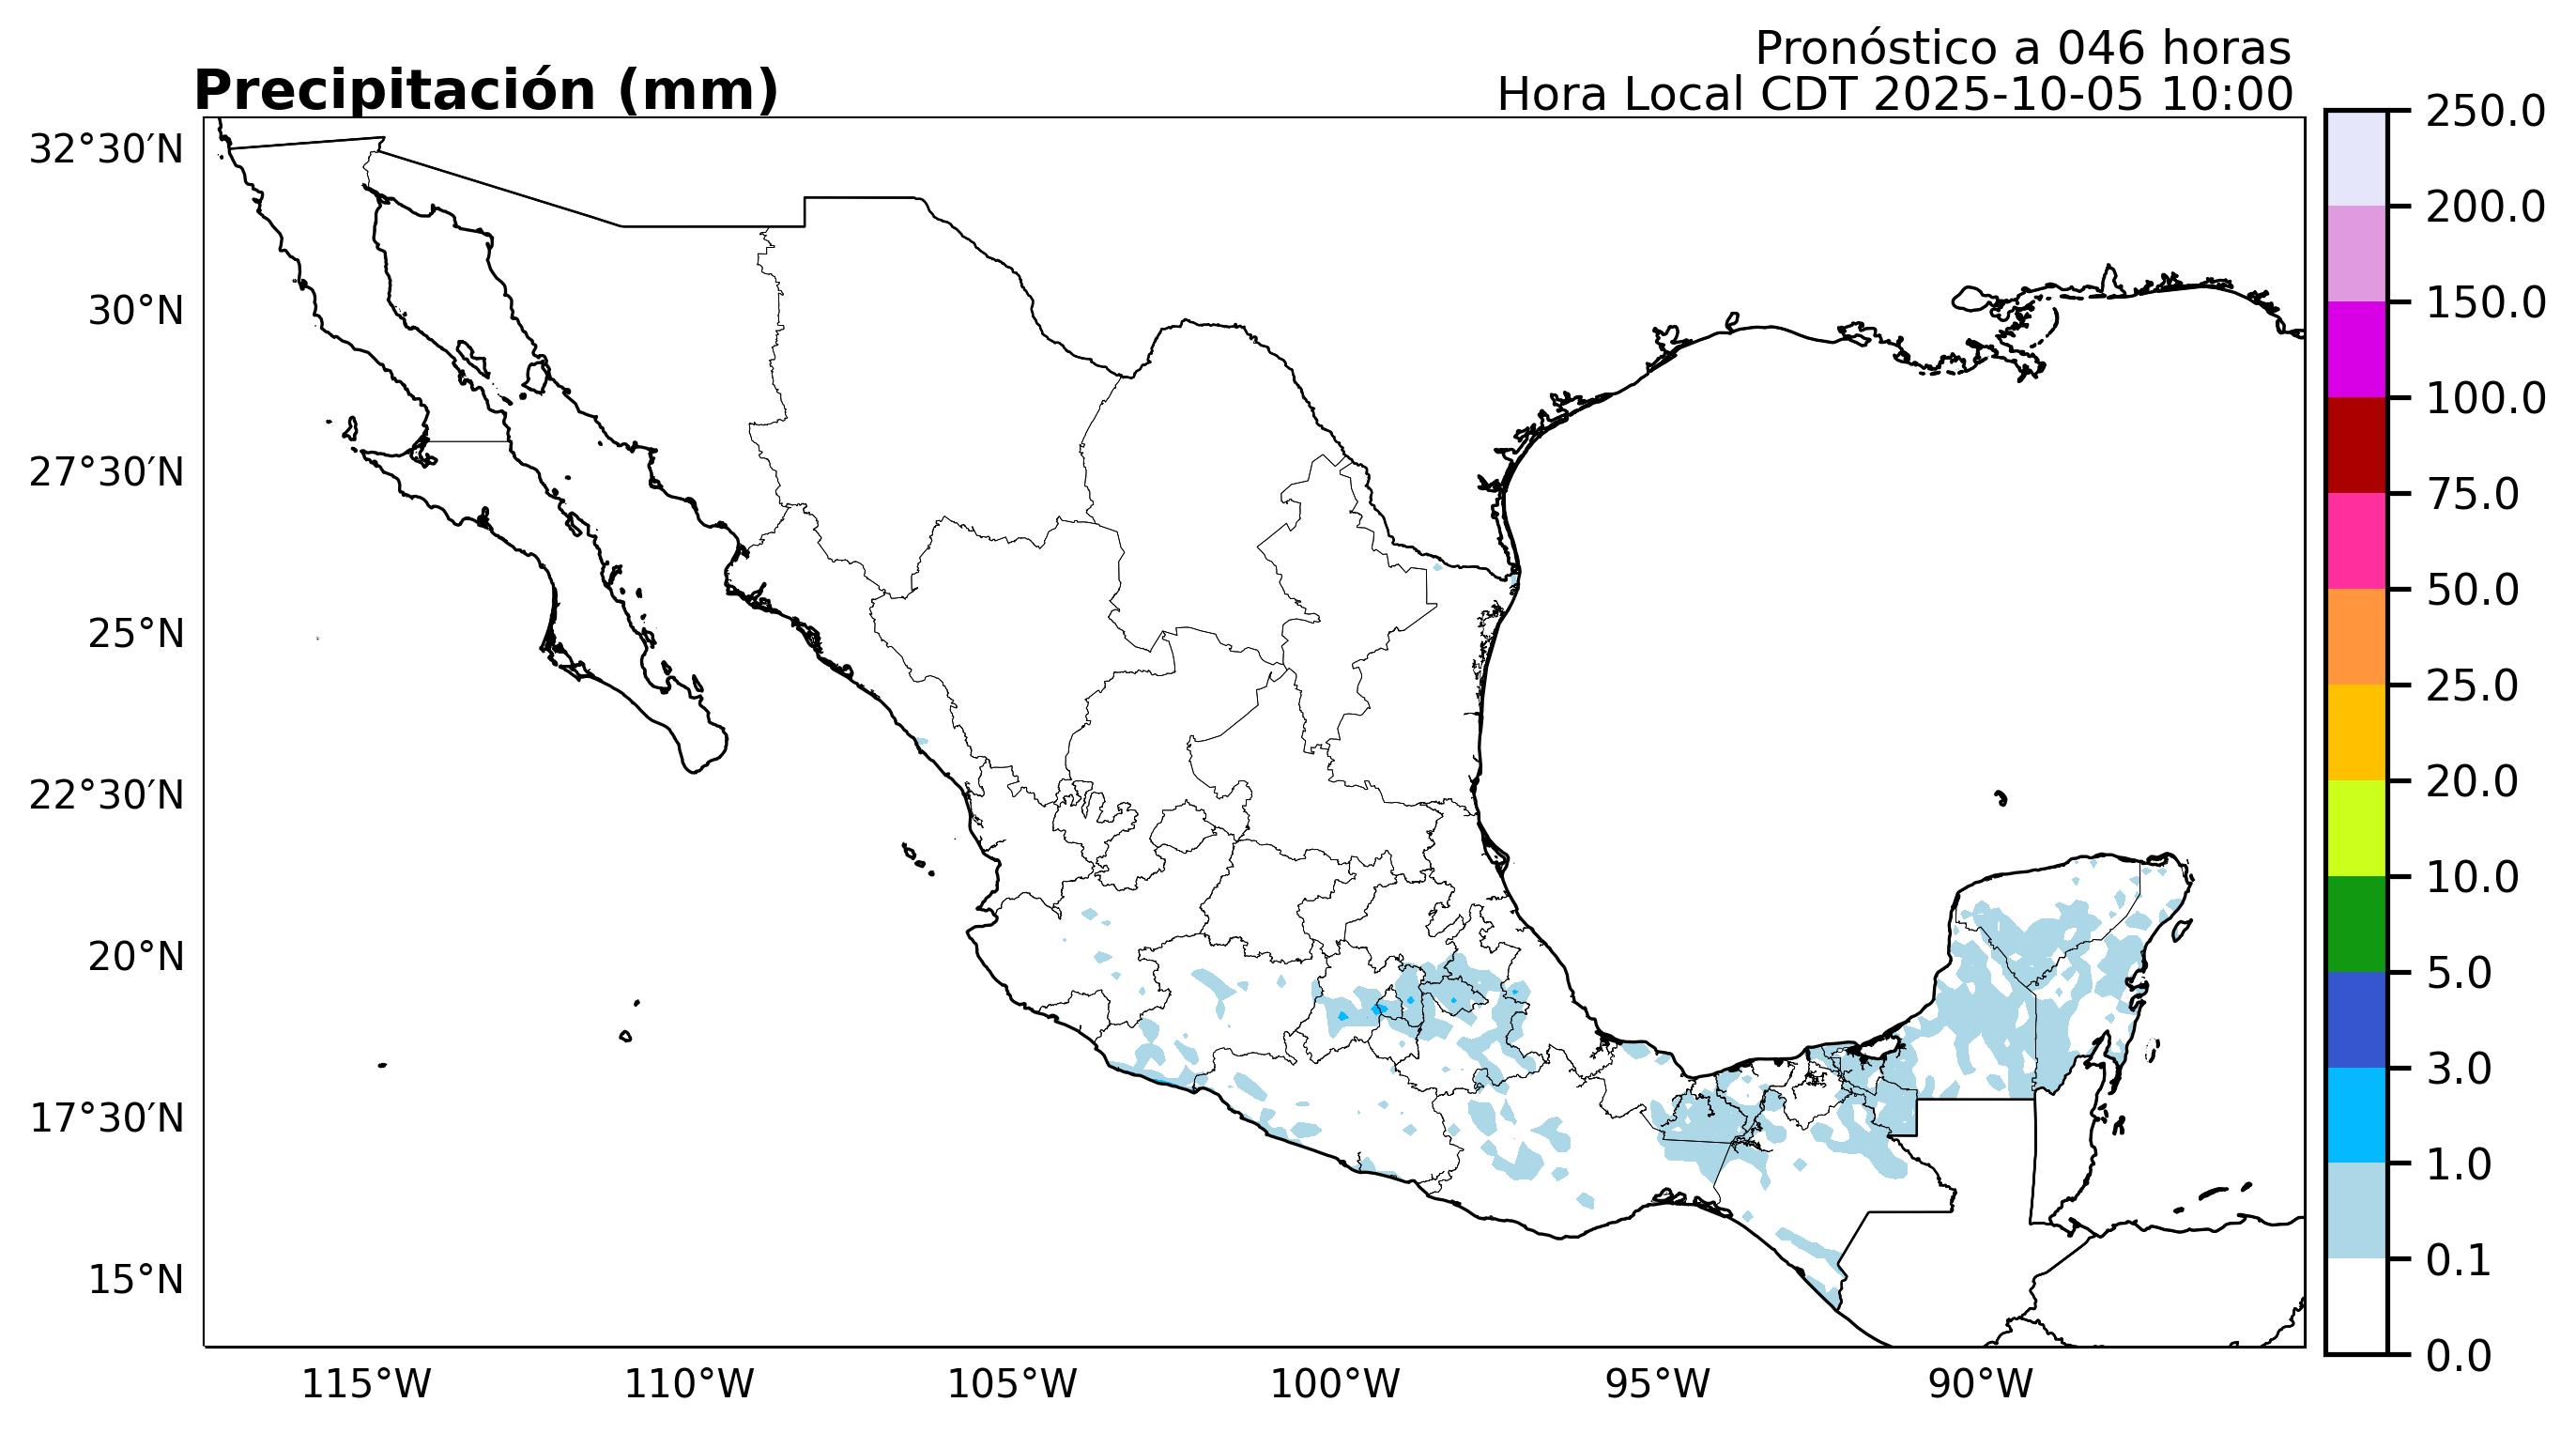 Pronóstico a 046 horas
Precipitación (mm)
Hora Local CDT 2025-10-05 10:00
32°30′N
30°N
27°30′N
25°N
22°30′N
20°N
17°30′N
15°N
115°W
110°W
105°W
100°W
95°W
90°W
250.0
200.0
150.0
100.0
75.0
50.0
25.0
20.0
10.0
5.0
3.0
1.0
0.1
0.0